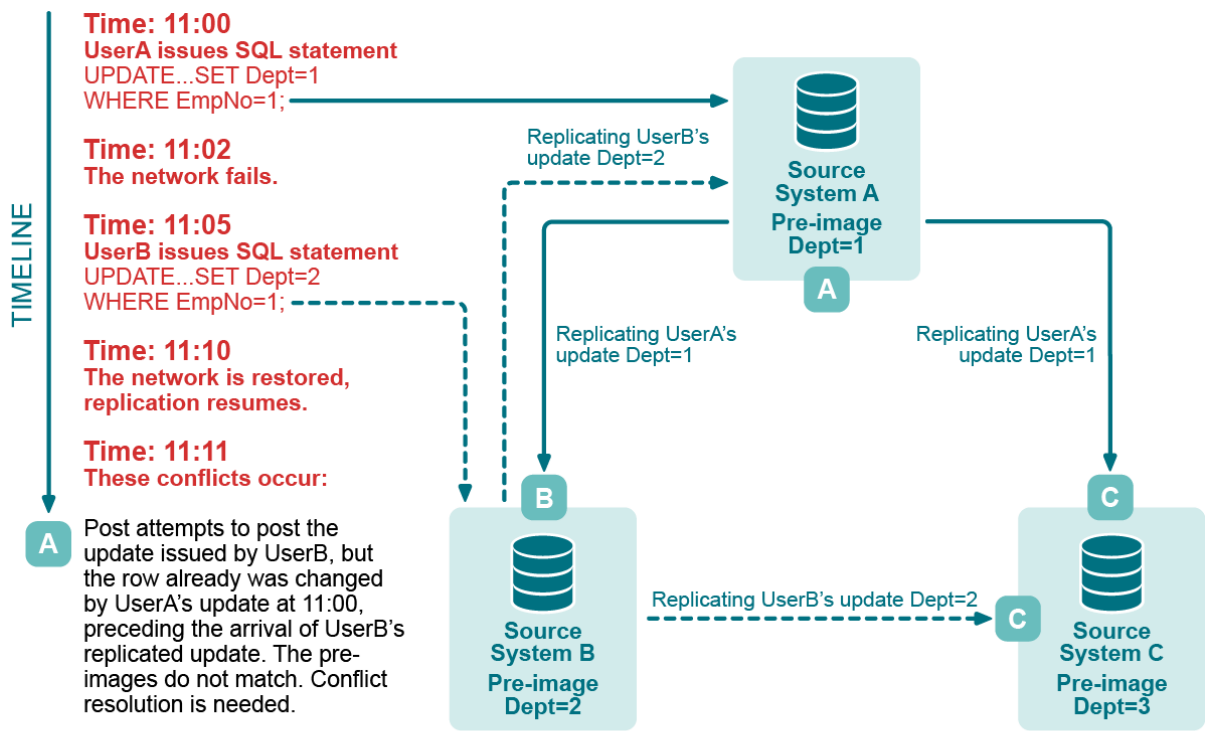 TIMELINE
Time: 11:00
UserA issues SQL statement
UPDATE...SET Dept=1
WHERE EmpNo=1;
Time: 11:02
The network fails.
Time: 11:05
UserB issues SQL statement
UPDATE...SET Dept=2
WHERE EmpNo=1;
Time: 11:10
The network is restored,
replication resumes.
Time: 11:11
These conflicts occur:
A
Post attempts to post the
update issued by UserB, but
the row already was changed
by UserA's update at 11:00,
preceding the arrival of UserB's
replicated update. The pre-
images do not match. Conflict
resolution is needed.
Replicating UserB's
update Dept=2
Source
System A
Pre-image
Dept=1
A
Replicating UserA's
update Dept=1
Replicating UserA's
update Dept=1
B
Source
System B
Pre-image
Dept=2
Replicating UserB's update Dept=2
C
C
Source
System C
Pre-image
Dept=3